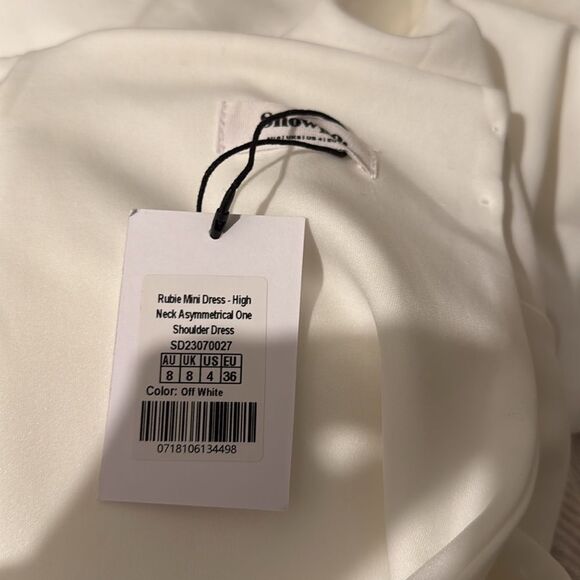 Rubie Mini Dress - High
Neck Asymmetrical One
Shoulder Dress
SD23070027
AU UK US EU
8 8 4 36
Color: Off White
0718106134498